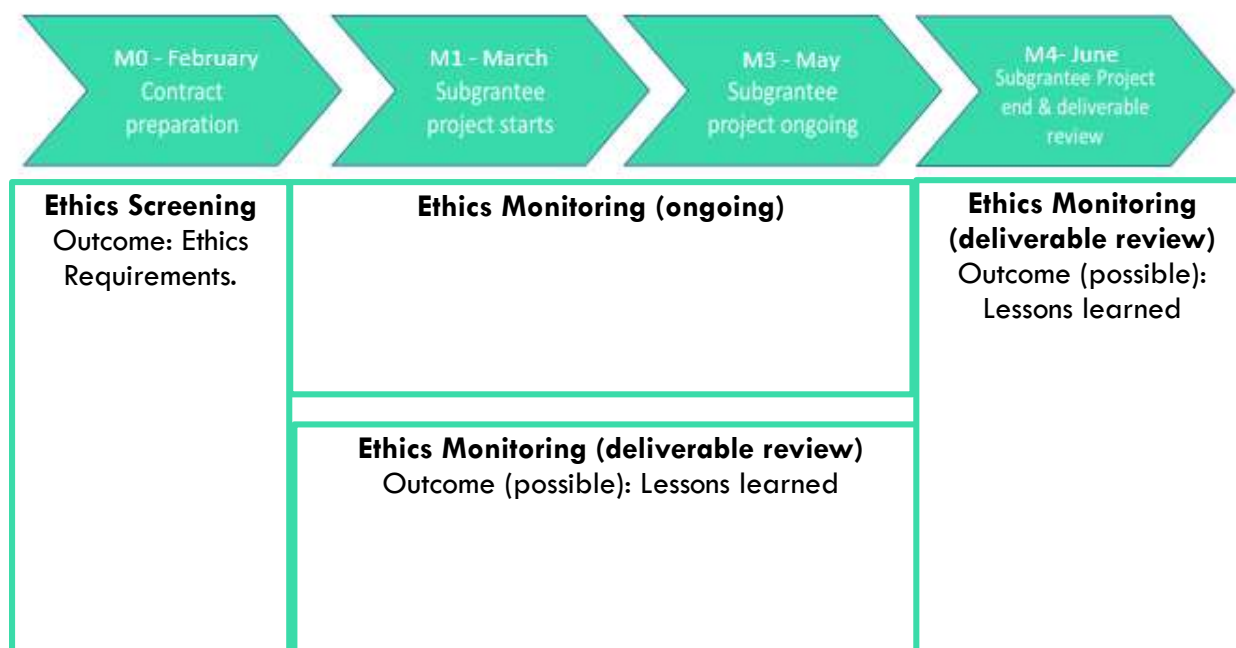 M0 - February
Contract
preparation
M1 - March
Subgrantee
project starts
M3 - May
Subgrantee
project ongoing
M4- June
Subgrantee Project
end & deliverable
review
Ethics Screening
Outcome: Ethics
Requirements.
Ethics Monitoring (ongoing)
Ethics Monitoring (deliverable review)
Outcome (possible): Lessons learned
Ethics Monitoring
(deliverable review)
Outcome (possible):
Lessons learned